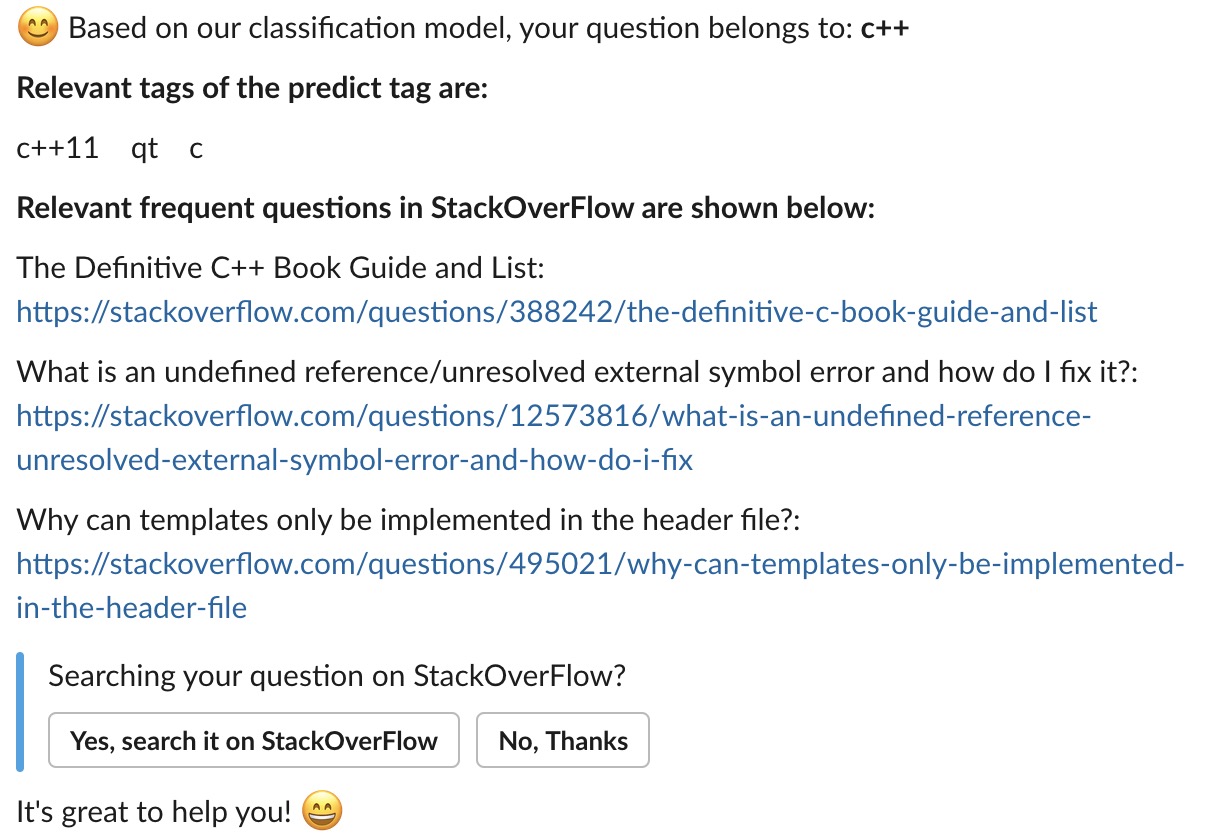 Based on our classification model, your question belongs to: c++
Relevant tags of the predict tag are:
c++11 qt c
Relevant frequent questions in StackOverFlow are shown below:
The Definitive C++ Book Guide and List:
https://stackoverflow.com/questions/388242/the-definitive-c-book-guide-and-list
What is an undefined reference/unresolved external symbol error and how do I fix it?:
https://stackoverflow.com/questions/12573816/what-is-an-undefined-reference-
unresolved-external-symbol-error-and-how-do-i-fix
Why can templates only be implemented in the header file?:
https://stackoverflow.com/questions/495021/why-can-templates-only-be-implemented-
in-the-header-file
Searching your question on StackOverFlow?
Yes, search it on StackOverFlow No, Thanks
It's great to help you!